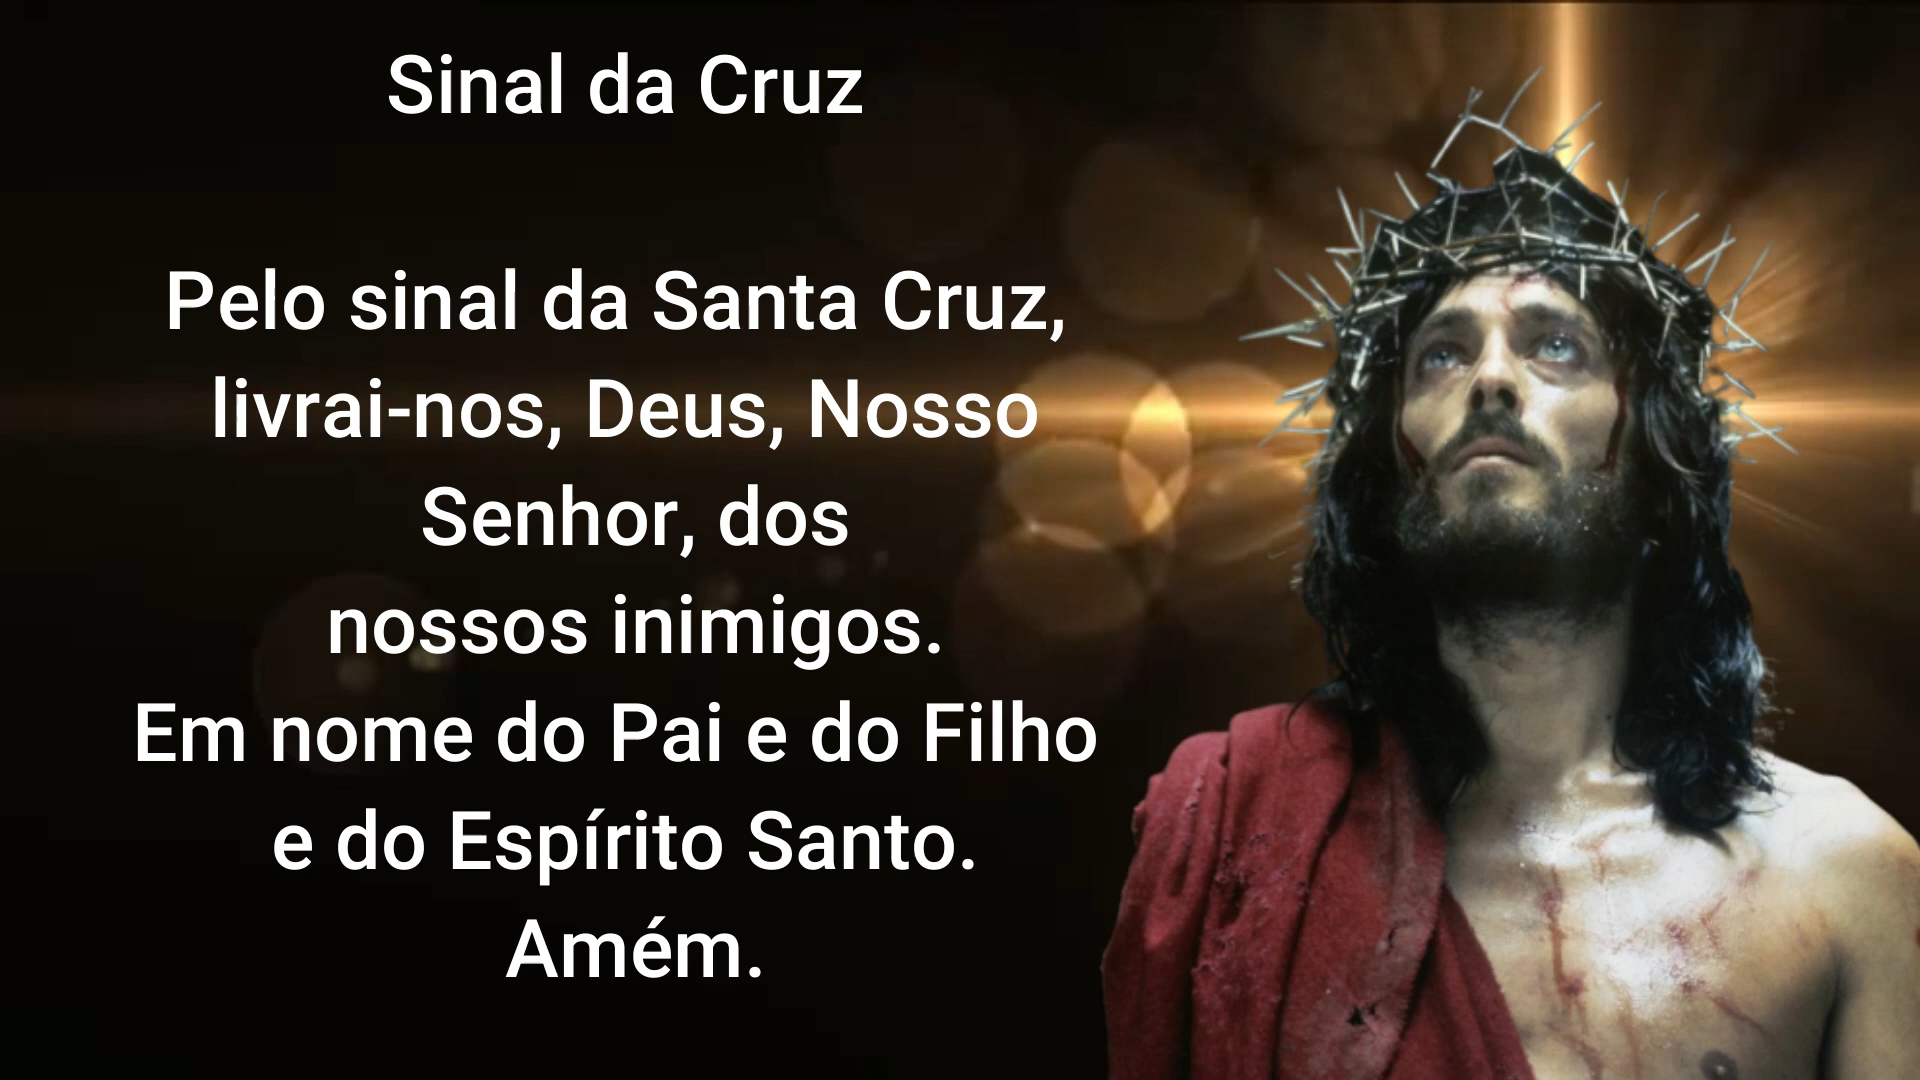 Sinal da Cruz
Pelo sinal da Santa Cruz,
livrai-nos, Deus, Nosso
Senhor, dos
nossos inimigos.
Em nome do Pai e do Filho
e do Espírito Santo.
Amém.